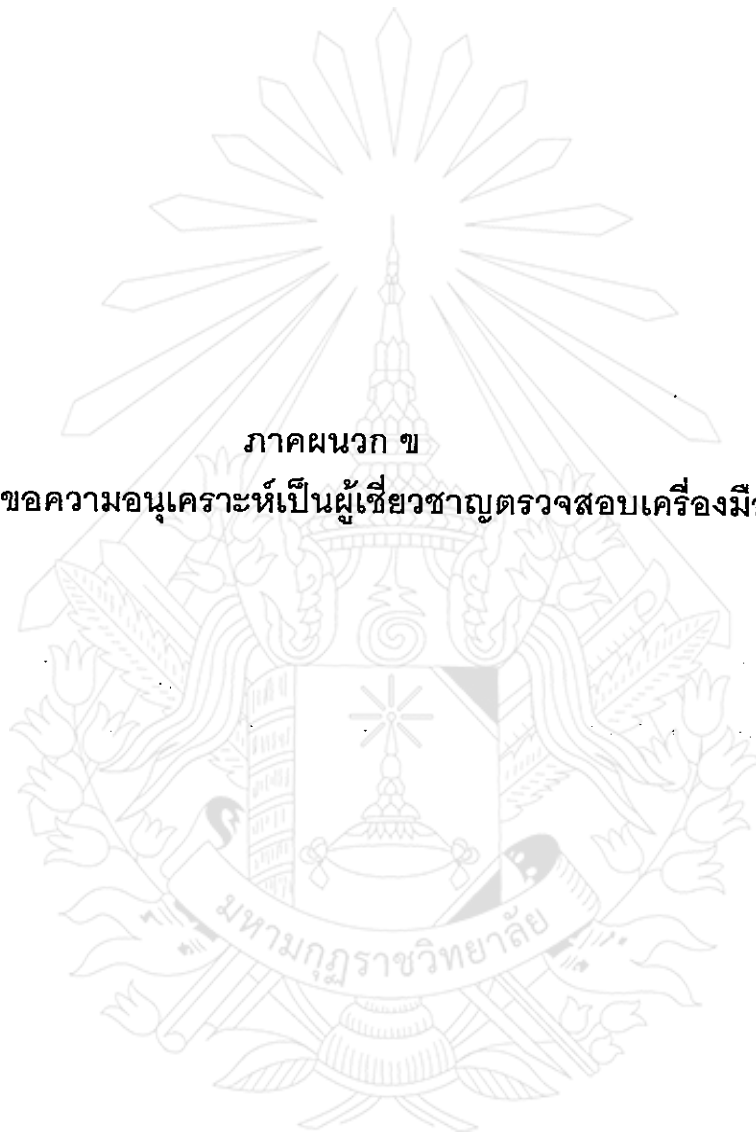 ภาคผนวก ข
ขอความอนุเคราะห์เป็นผู้เชี่ยวชาญตรวจสอบเครื่องมือ
มหามกุฏราชวิทยาลัย